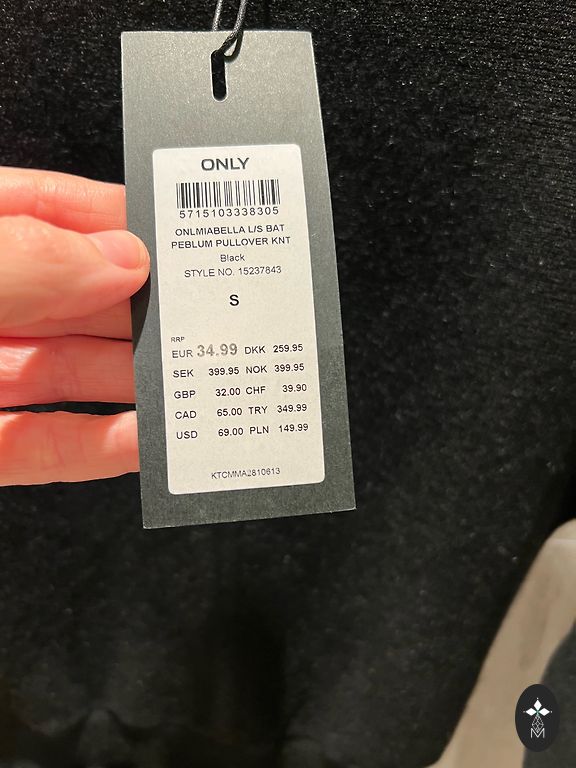 ONLY
5715103338305
ONLMIABELLA L/S BAT
PEBLUM PULLOVER KNT
Black
STYLE NO. 15237843
S
RRP
EUR 34.99 DKK 259.95
SEK 399.95 NOK 399.95
GBP 32.00 CHF 39.90
CAD 65.00 TRY 349.99
USD 69.00 PLN 149.99
KTCMMA2810613
M